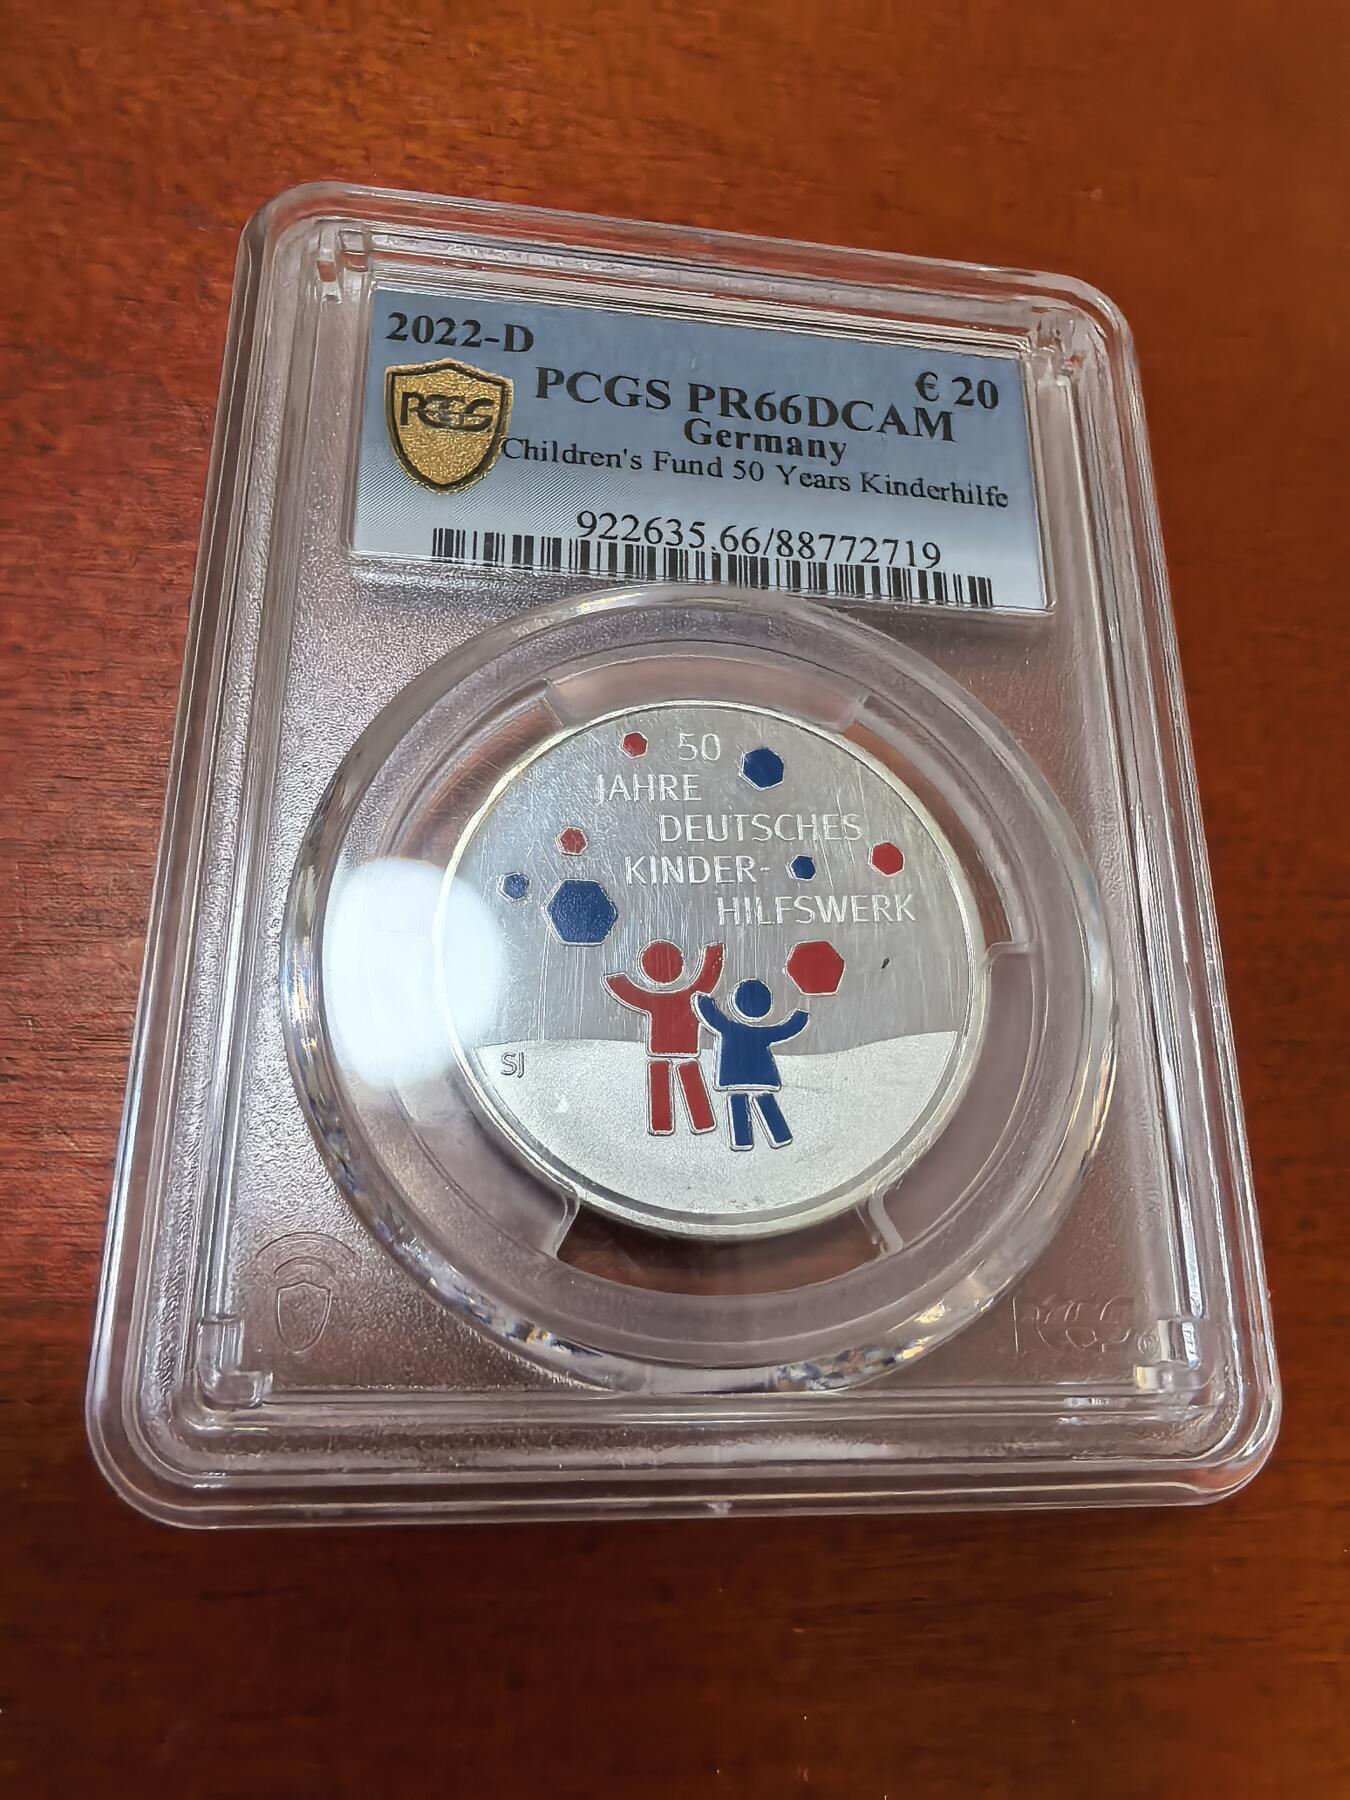 2022-D
€ 20
PCGS PR66DCAM
Germany
PCGS
Children's Fund 50 Years Kinderhilfe
922635.66/88772719
50
JAHRE
DEUTSCHES
KINDER-
HILFSWERK
SJ
PCGS